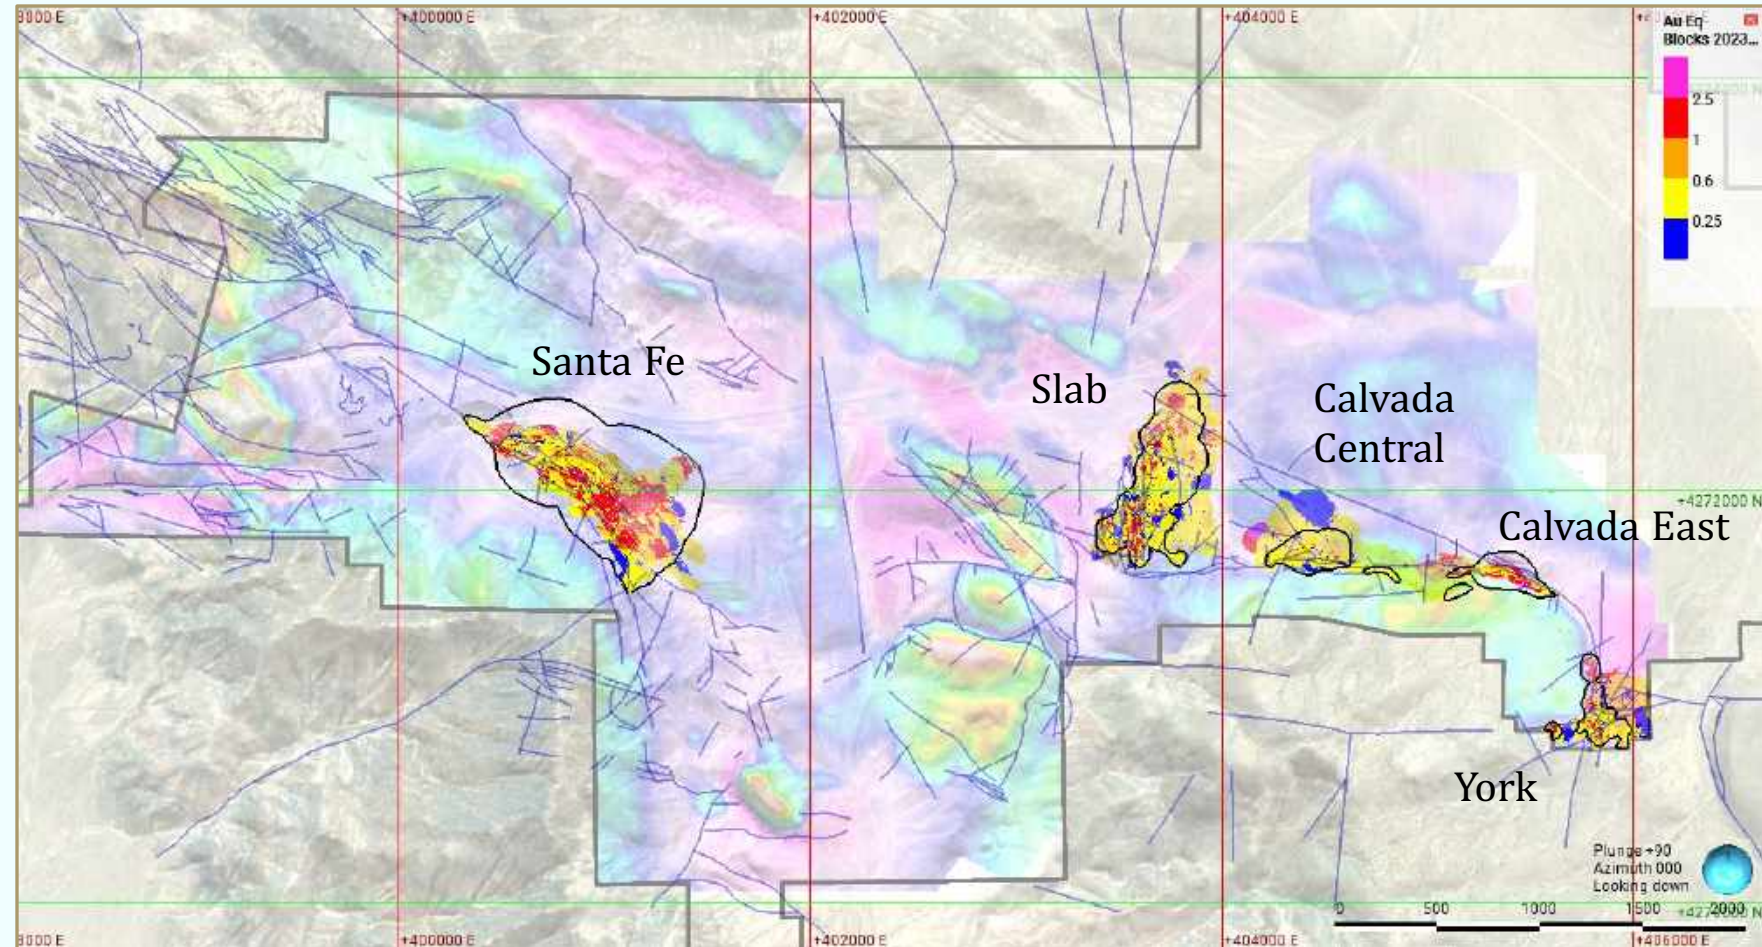 +400000 E
+402000 E
+404000 E
Au Eq
Blocks 2023...
2.5
1
0.6
0.25
Santa Fe
Slab
Calvada
Central
+4272000 N
Calvada East
York
Plunge +90
Azimuth 000
Looking down
0
500
1000
1500
2000
+400000 E
+402000 E
+404000 E
+406000 E